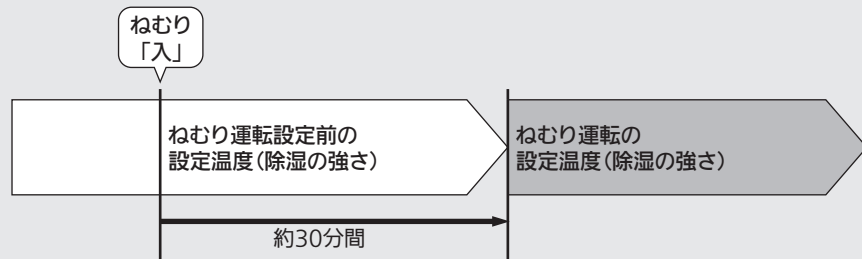 ねむり
「入」
ねむり運転設定前の
設定温度(除湿の強さ)
ねむり運転の
設定温度(除湿の強さ)
約30分間